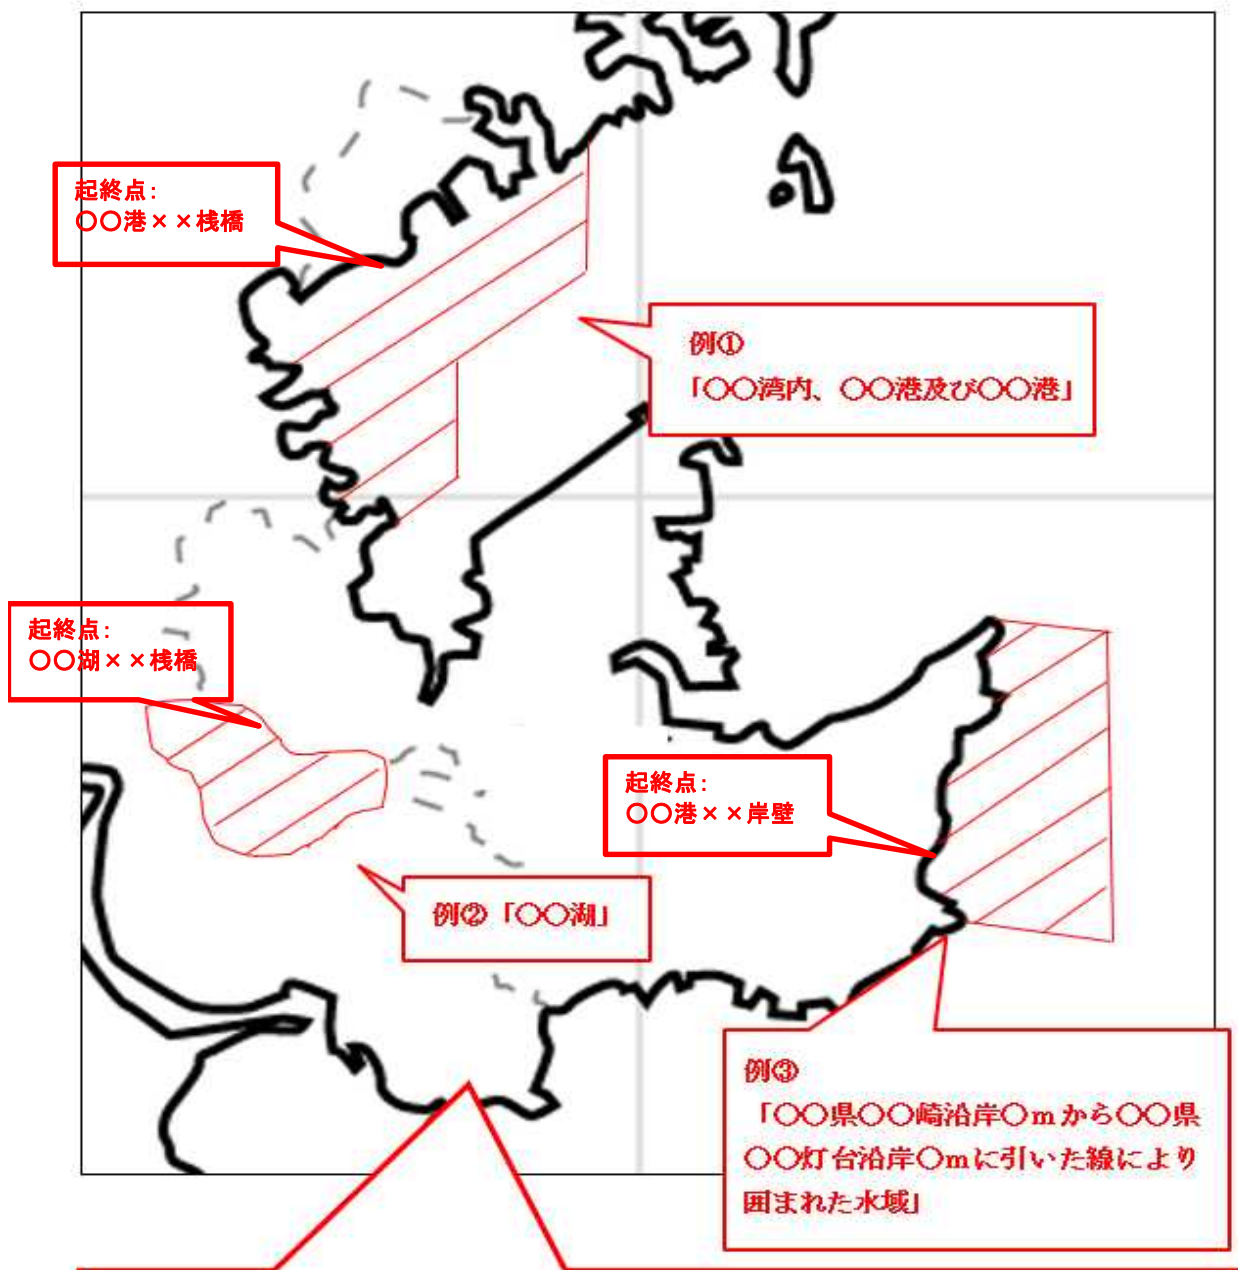 起終点：
〇〇港××桟橋
例①
「〇〇湾内、〇〇港及び〇〇港」
起終点：
〇〇湖××桟橋
起終点：
〇〇港××岸壁
例②「〇〇湖」
例③
「〇〇県〇〇崎沿岸〇ｍから〇〇県
〇〇灯台沿岸〇ｍに引いた線により
囲まれた水域」